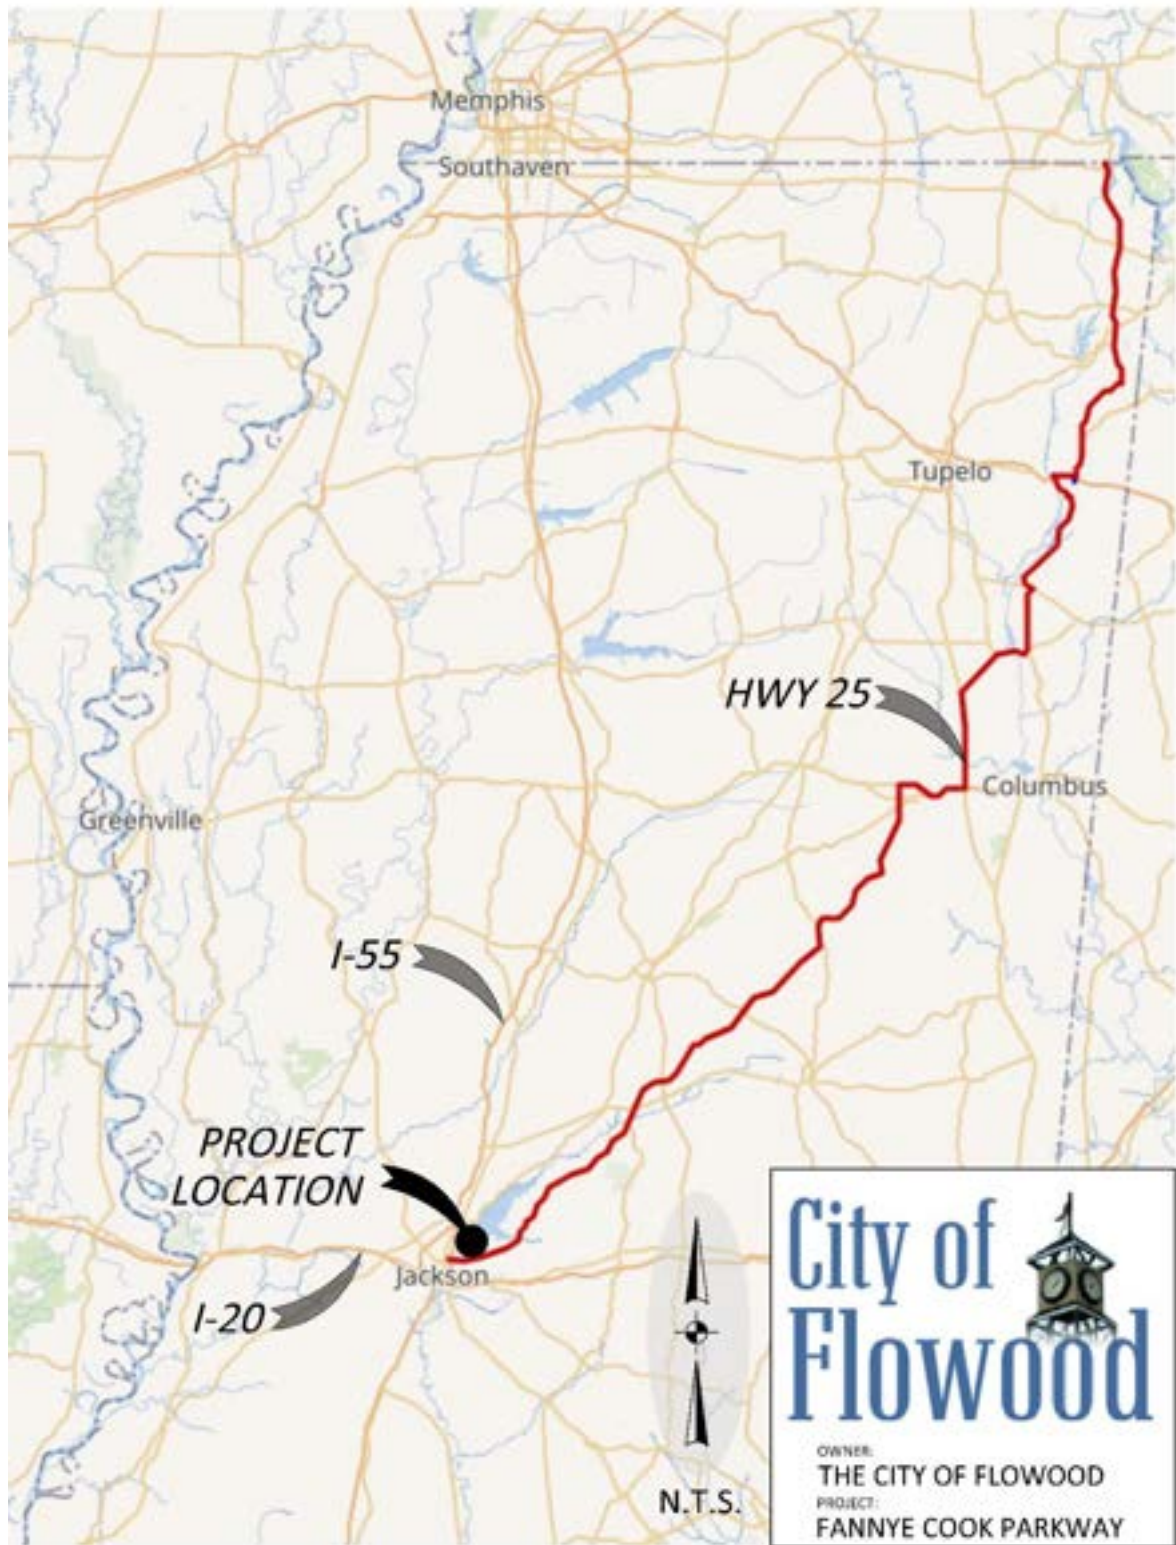 Memphis
Southaven
Tupelo
HWY 25
Columbus
Greenville
I-55
PROJECT
LOCATION
Jackson
I-20
N.T.S.
City of
Flowood
OWNER:
THE CITY OF FLOWOOD
PROJECT:
FANNYE COOK PARKWAY